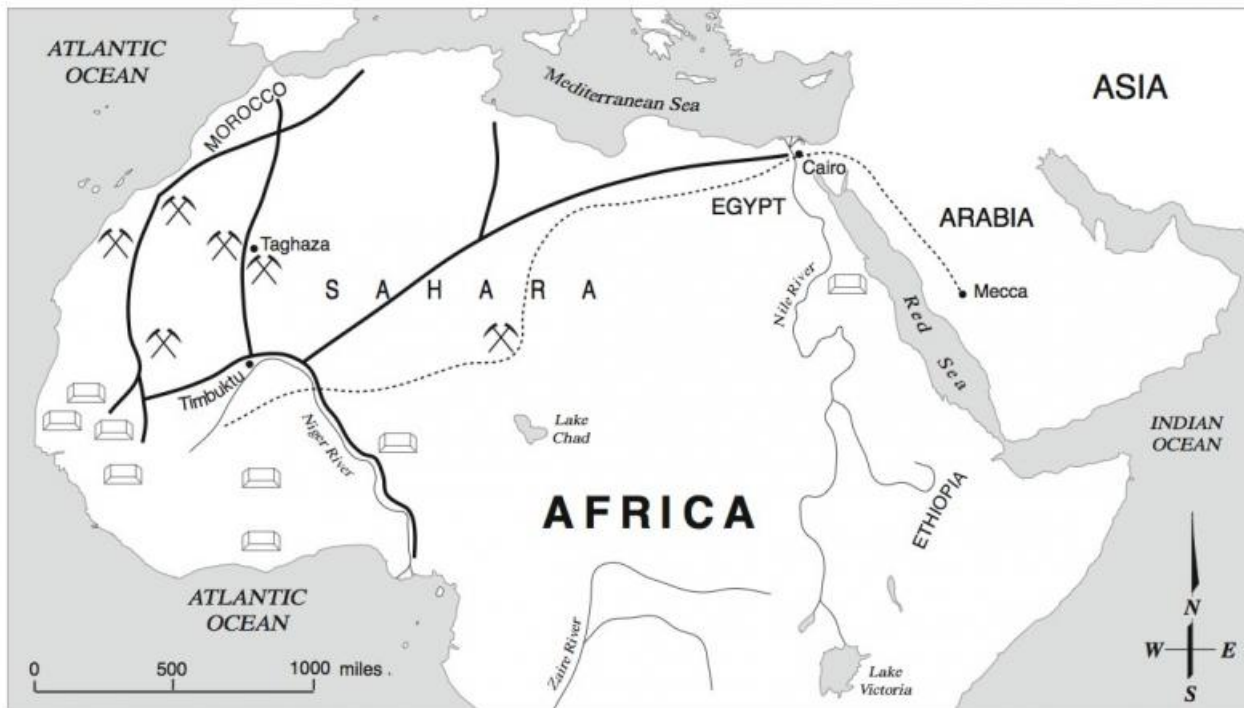 ATLANTIC
OCEAN
Mediterranean Sea
ASIA
MOROCCO
Cairo
EGYPT
ARABIA
Taghaza
SAHARA
Nile River
Red
Sea
Mecca
Timbuktu
Niger River
Lake
Chad
INDIAN
OCEAN
AFRICA
ETHIOPIA
ATLANTIC
OCEAN
Zaire River
Lake
Victoria
0 500 1000 miles .
N
W E
S